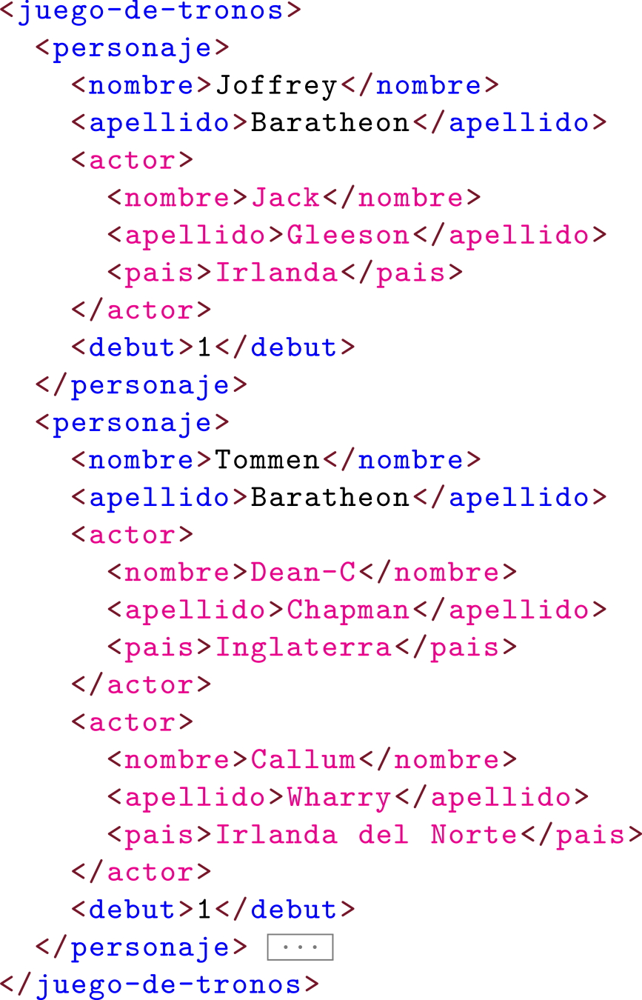 <juego-de-tronos>
  <personaje>
    <nombre>Joffrey</nombre>
    <apellido>Baratheon</apellido>
    <actor>
      <nombre>Jack</nombre>
      <apellido>Gleeson</apellido>
      <pais>Irlanda</pais>
    </actor>
    <debut>1</debut>
  </personaje>
  <personaje>
    <nombre>Tommen</nombre>
    <apellido>Baratheon</apellido>
    <actor>
      <nombre>Dean-C</nombre>
      <apellido>Chapman</apellido>
      <pais>Inglaterra</pais>
    </actor>
    <actor>
      <nombre>Callum</nombre>
      <apellido>Wharry</apellido>
      <pais>Irlanda del Norte</pais>
    </actor>
    <debut>1</debut>
  </personaje> ...
</juego-de-tronos>